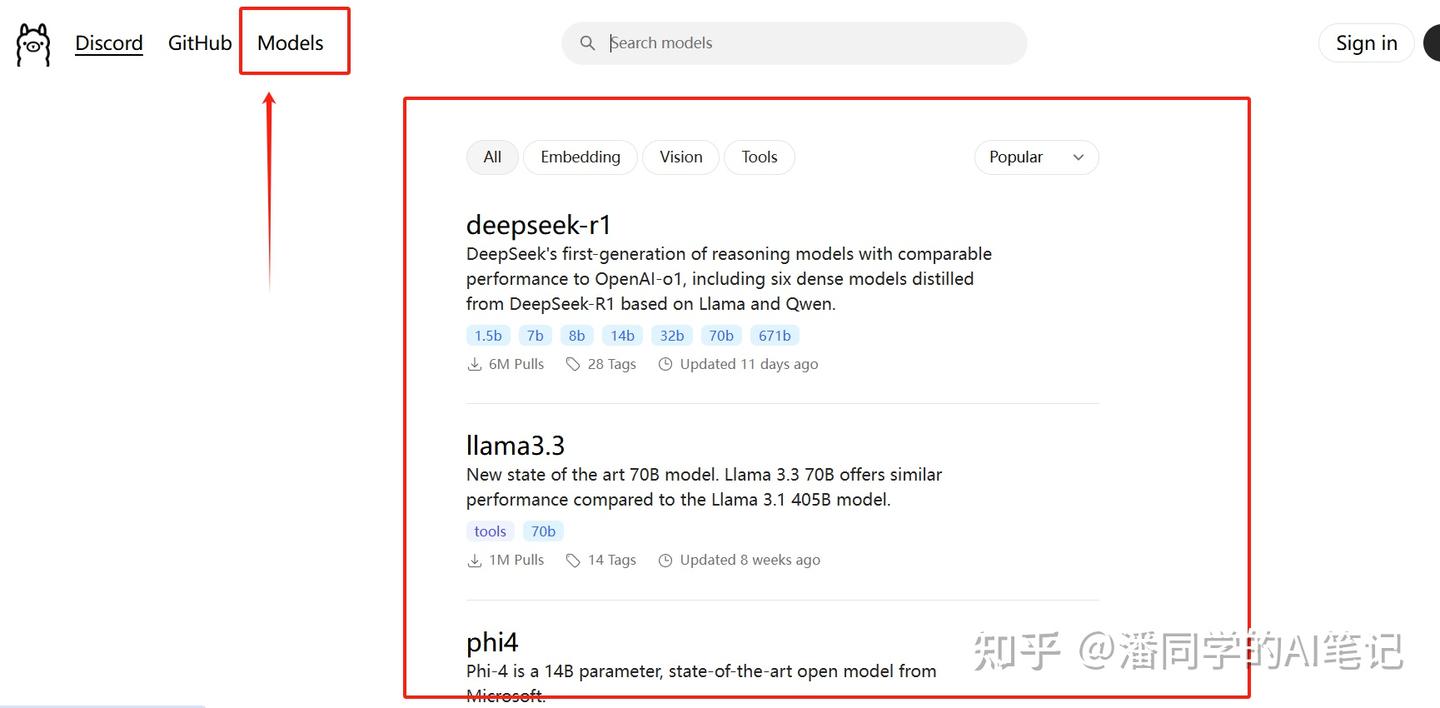 Discord GitHub Models Search models Sign in
All Embedding Vision Tools Popular
deepseek-r1
DeepSeek's first-generation of reasoning models with comparable
performance to OpenAI-o1, including six dense models distilled
from DeepSeek-R1 based on Llama and Qwen.
1.5b 7b 8b 14b 32b 70b 671b
6M Pulls 28 Tags Updated 11 days ago
llama3.3
New state of the art 70B model. Llama 3.3 70B offers similar
performance compared to the Llama 3.1 405B model.
tools 70b
1M Pulls 14 Tags Updated 8 weeks ago
phi4
Phi-4 is a 14B parameter, state-of-the-art open model from
Microsoft.
知乎 @潘同学的AI笔记